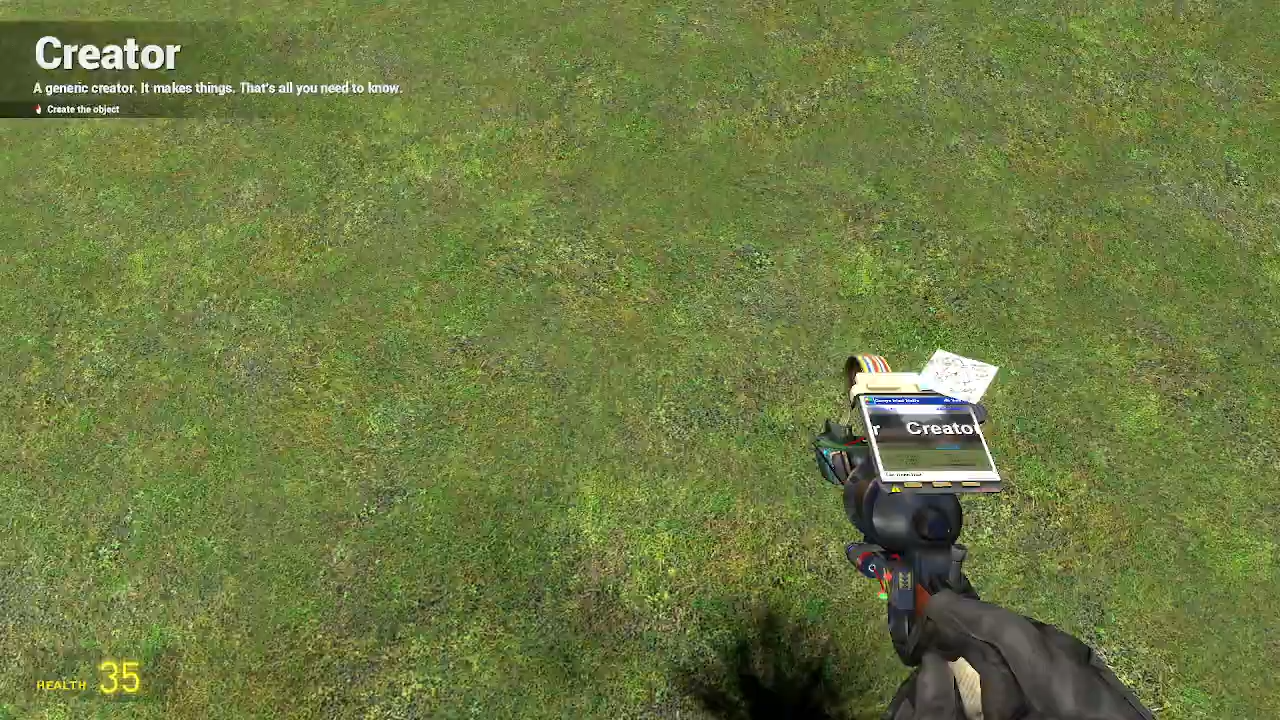 Creator
A generic creator. It makes things. That's all you need to know.
Create the object
r Creator
HEALTH 35